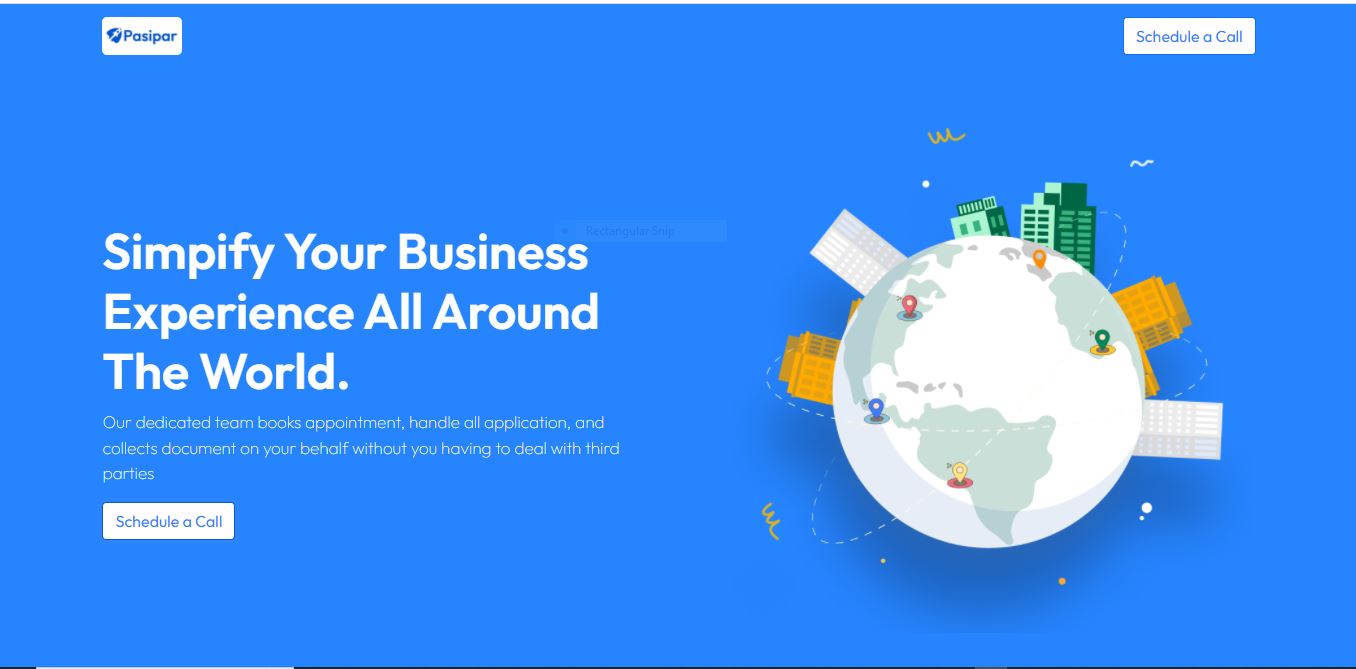 Pasipar
Schedule a Call
Rectangular Snip
Simpify Your Business
Experience All Around
The World.
Our dedicated team books appointment, handle all application, and
collects document on your behalf without you having to deal with third
parties
Schedule a Call